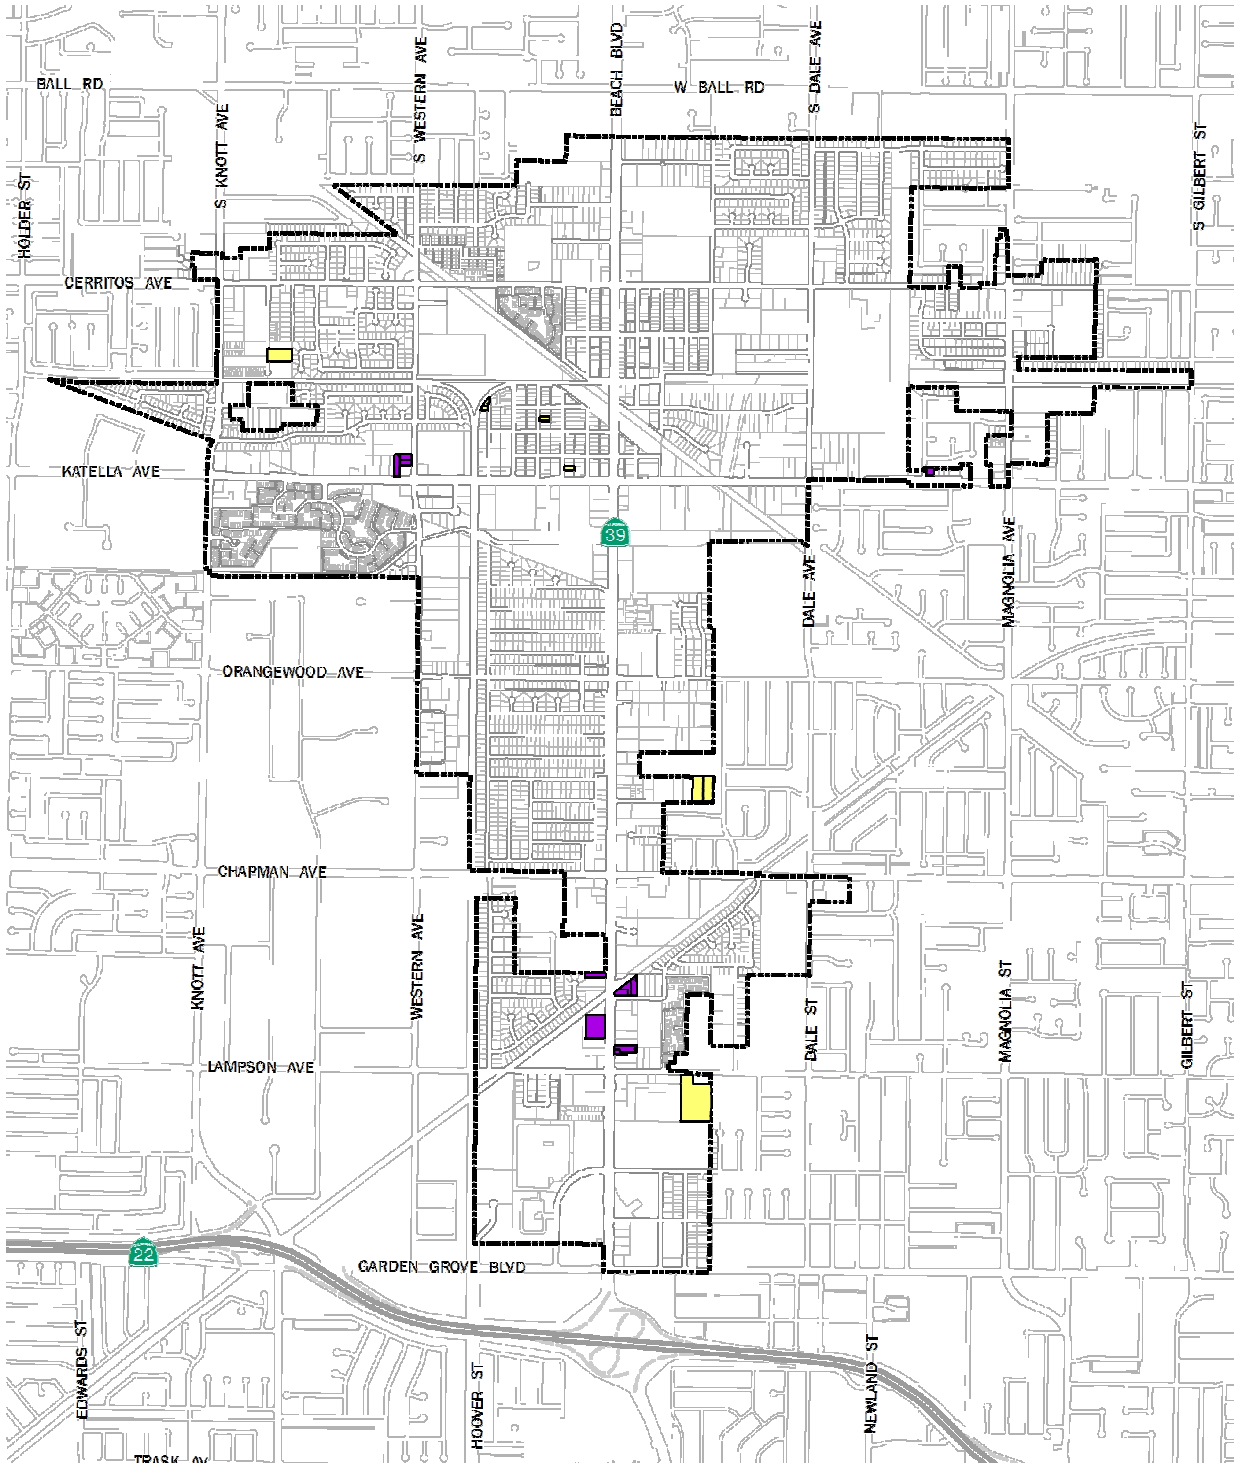 BALL RD
S KNOTT AVE
S WESTERN AVE
BEACH BLVD
W BALL RD
S DALE AVE
S GILBERT ST
HOLDER ST
CERRITOS AVE
KATELLA AVE
39
DALE AVE
MAGNOLIA AVE
ORANGEWOOD AVE
CHAPMAN AVE
KNOTT AVE
WESTERN AVE
DALE ST
MAGNOLIA ST
GILBERT ST
LAMPSON AVE
22
GARDEN GROVE BLVD
EDWARDS ST
HOOVER ST
NEWLAND ST
TRASK AV